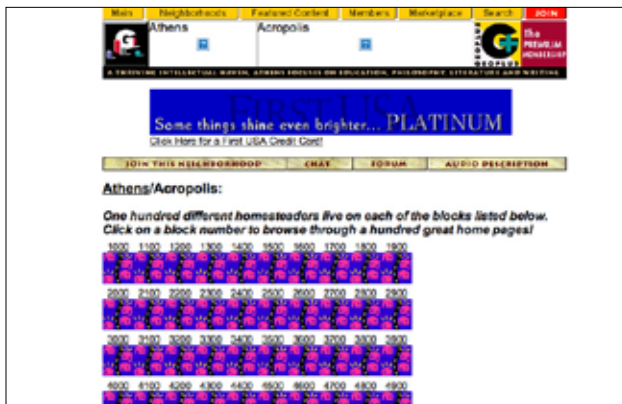 Main Neighborhoods Featured Content Members Marketplace Search JOIN
Athens Acropolis
G G+ the PREMIUM MEMBERSHIP
GEOPLUS GEOPLUS
A THRIVING INTELLECTUAL HAVEN, ATHENS FOCUSES ON EDUCATION, PHILOSOPHY, LITERATURE AND WRITING
FIRST USA
Some things shine even brighter... PLATINUM
Click Here for a First USA Credit Card!
JOIN THIS NEIGHBORHOOD CHAT FORUM AUDIO DESCRIPTION
Athens/Acropolis:
One hundred different homesteaders live on each of the blocks listed below.
Click on a block number to browse through a hundred great home pages!
1000 1100 1200 1300 1400 1500 1600 1700 1800 1900
2000 2100 2200 2300 2400 2500 2600 2700 2800 2900
3000 3100 3200 3300 3400 3500 3600 3700 3800 3900
4000 4100 4200 4300 4400 4500 4600 4700 4800 4900